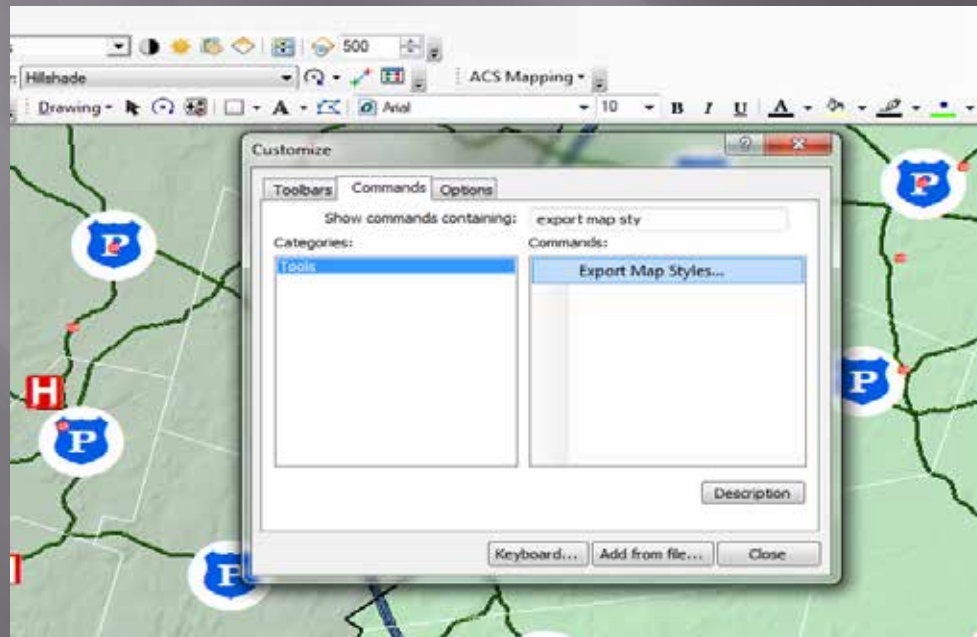 500
Hillshade
ACS Mapping
Drawing A Arial 10 B I U A
Customize
Toolbars Commands Options
Show commands containing: export map sty
Categories: Commands:
Tools Export Map Styles...
Description
Keyboard... Add from file... Close
P
P
P
H
P
P